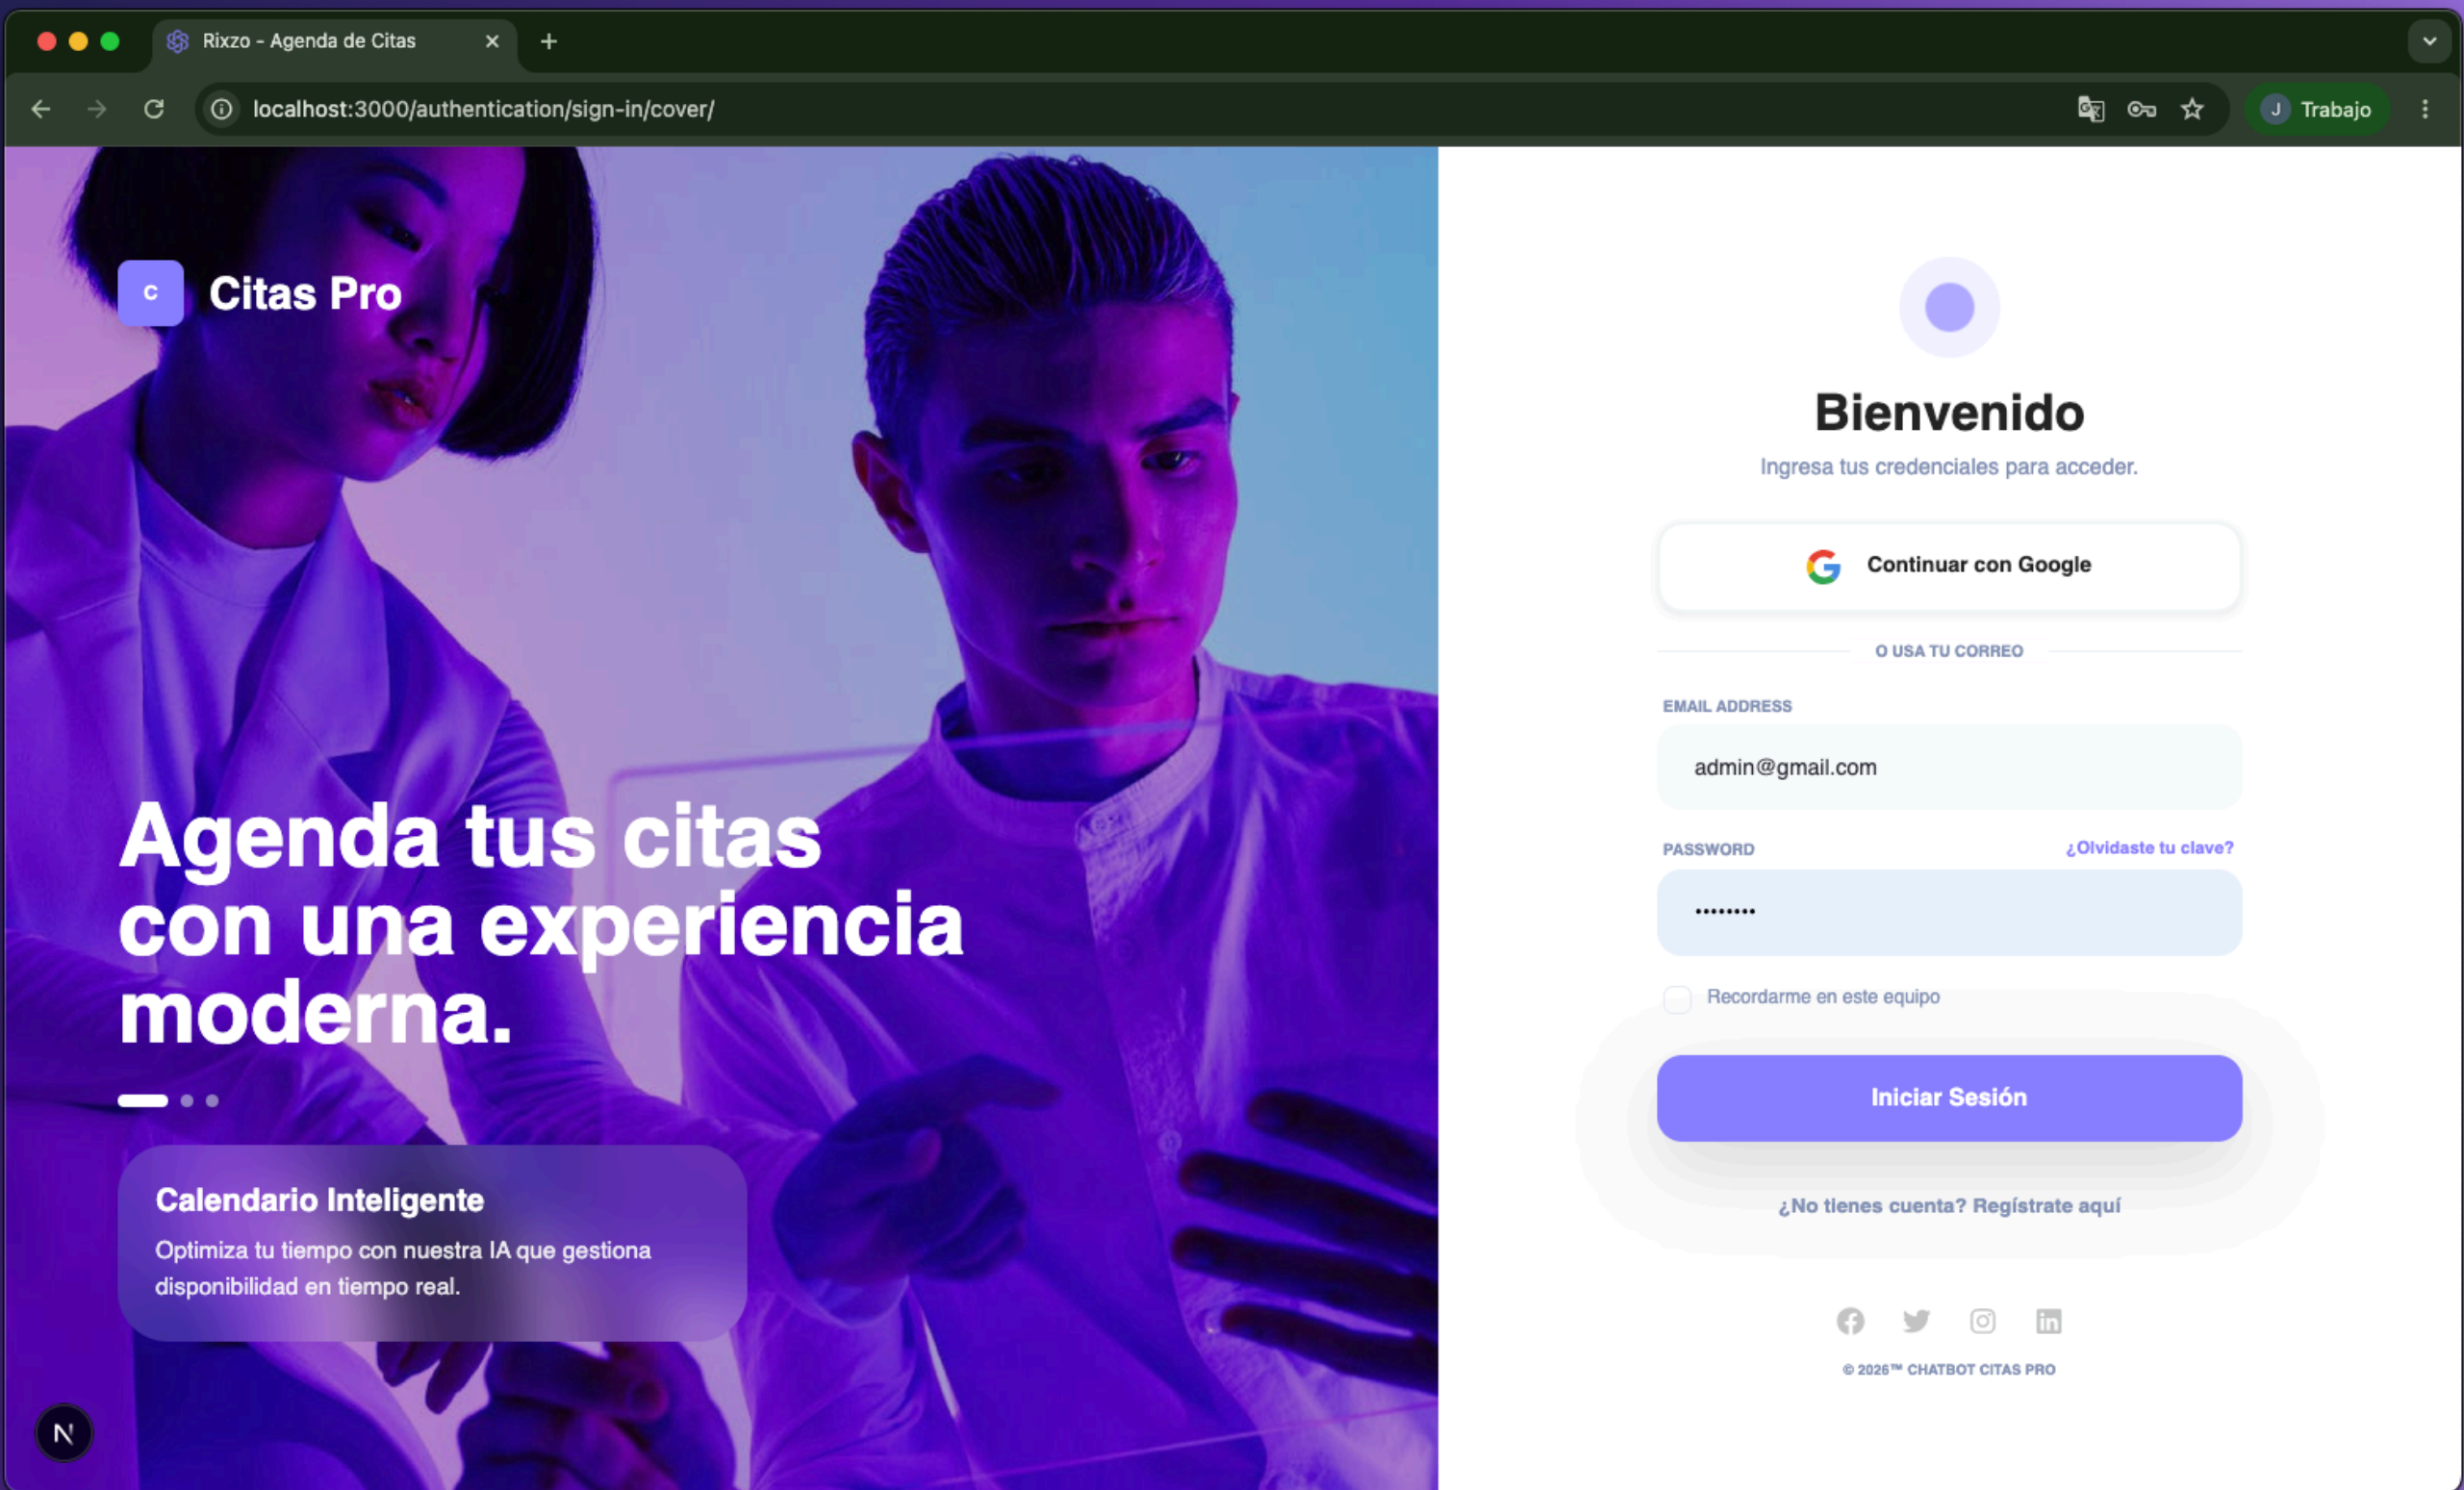 Rixzo - Agenda de Citas
localhost:3000/authentication/sign-in/cover/
J Trabajo
C Citas Pro
Agenda tus citas
con una experiencia
moderna.
Calendario Inteligente
Optimiza tu tiempo con nuestra IA que gestiona
disponibilidad en tiempo real.
N
Bienvenido
Ingresa tus credenciales para acceder.
G Continuar con Google
O USA TU CORREO
EMAIL ADDRESS
admin@gmail.com
PASSWORD ¿Olvidaste tu clave?
••••••••
Recordarme en este equipo
Iniciar Sesión
¿No tienes cuenta? Regístrate aquí
© 2026™ CHATBOT CITAS PRO